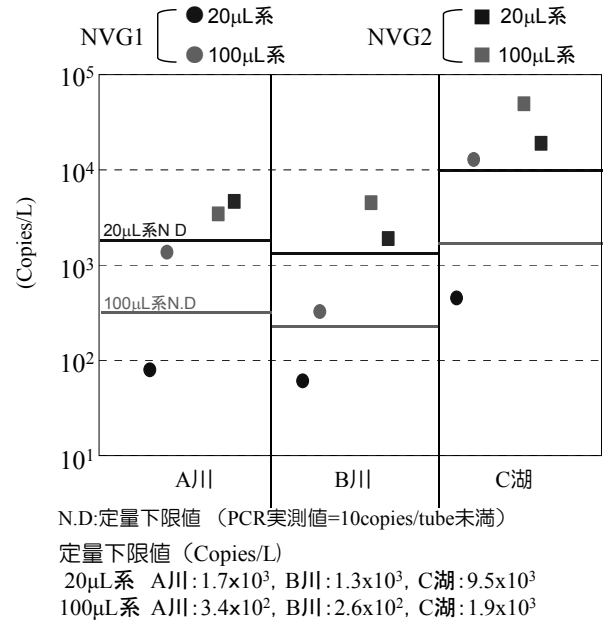 NVG1 ● 20μL系 NVG2 ■ 20μL系
● 100μL系 ■ 100μL系
10⁵
10⁴
10³
10²
10¹
(Copies/L)
20μL系N D
100μL系N.D
A川 B川 C湖
N.D:定量下限値 （PCR実測値=10copies/tube未満）
定量下限値（Copies/L)
20μL系 A川:1.7×10³, B川:1.3x10³, C湖:9.5x10³
100μL系 A川:3.4×10², B川:2.6x10², C湖:1.9x10³